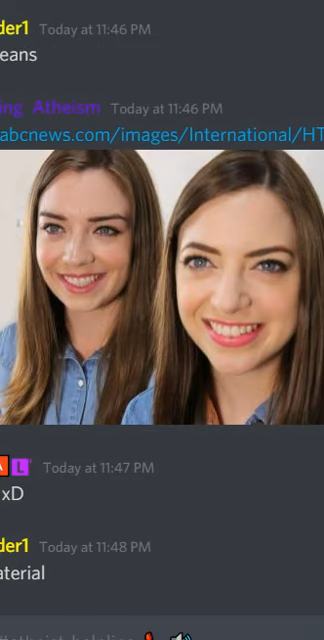 der1 Today at 11:46 PM
eans
ing Atheism Today at 11:46 PM
abcnews.com/images/International/HT
L Today at 11:47 PM
xD
der1 Today at 11:48 PM
aterial